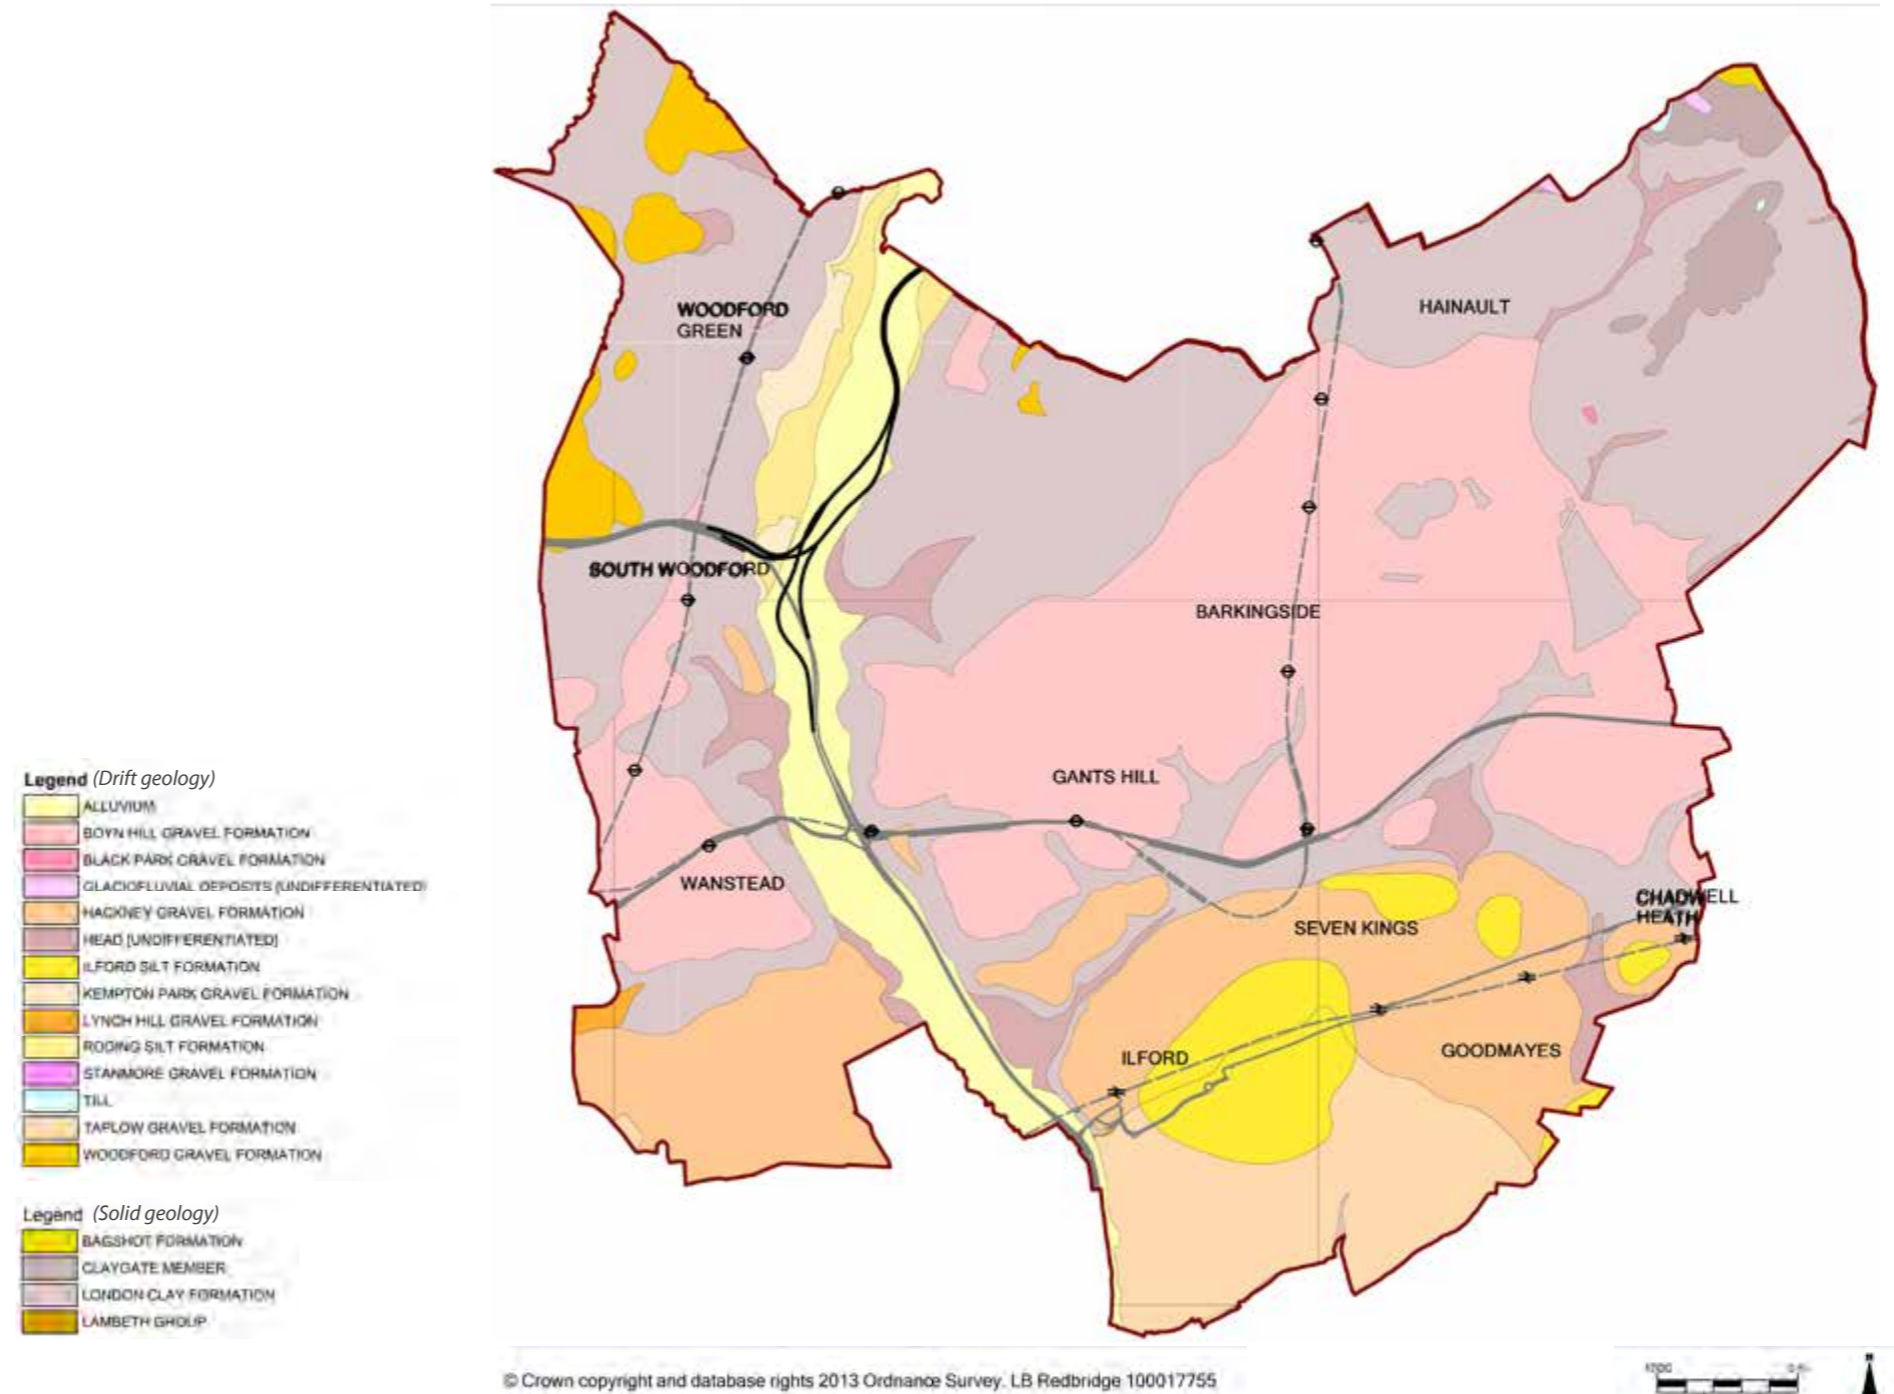 WOODFORD
GREEN
HAINAULT
SOUTH WOODFORD
BARKINGSIDE
GANTS HILL
WANSTEAD
CHADWELL
HEATH
SEVEN KINGS
ILFORD
GOODMAYES
Legend (Drift geology)
ALLUVIUM
BOYN HILL GRAVEL FORMATION
BLACK PARK GRAVEL FORMATION
GLACIOFLUVIAL DEPOSITS (UNDIFFERENTIATED)
HACKNEY GRAVEL FORMATION
HEAD (UNDIFFERENTIATED)
ILFORD SILT FORMATION
KEMPTON PARK GRAVEL FORMATION
LYNCH HILL GRAVEL FORMATION
RODING SILT FORMATION
STANMORE GRAVEL FORMATION
TILL
TAPLOW GRAVEL FORMATION
WOODFORD GRAVEL FORMATION
Legend (Solid geology)
BAGSHOT FORMATION
CLAYGATE MEMBER
LONDON CLAY FORMATION
LAMBETH GROUP
© Crown copyright and database rights 2013 Ordnance Survey. LB Redbridge 100017755